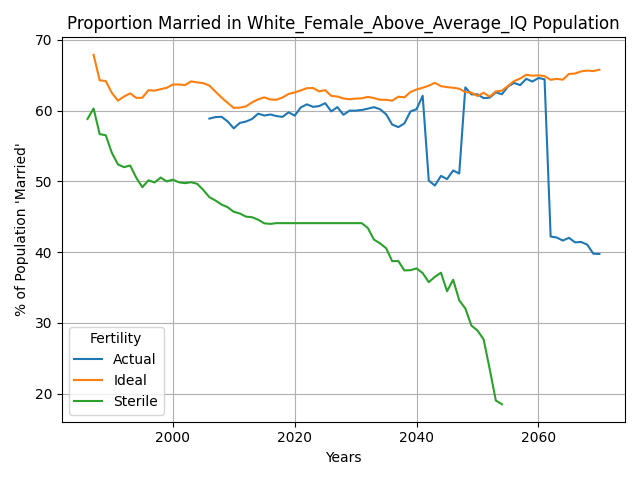 Proportion Married in White_Female_Above_Average_IQ Population
70
60
50
40
30
20
% of Population 'Married'
Fertility
Actual
Ideal
Sterile
2000
2020
2040
2060
Years